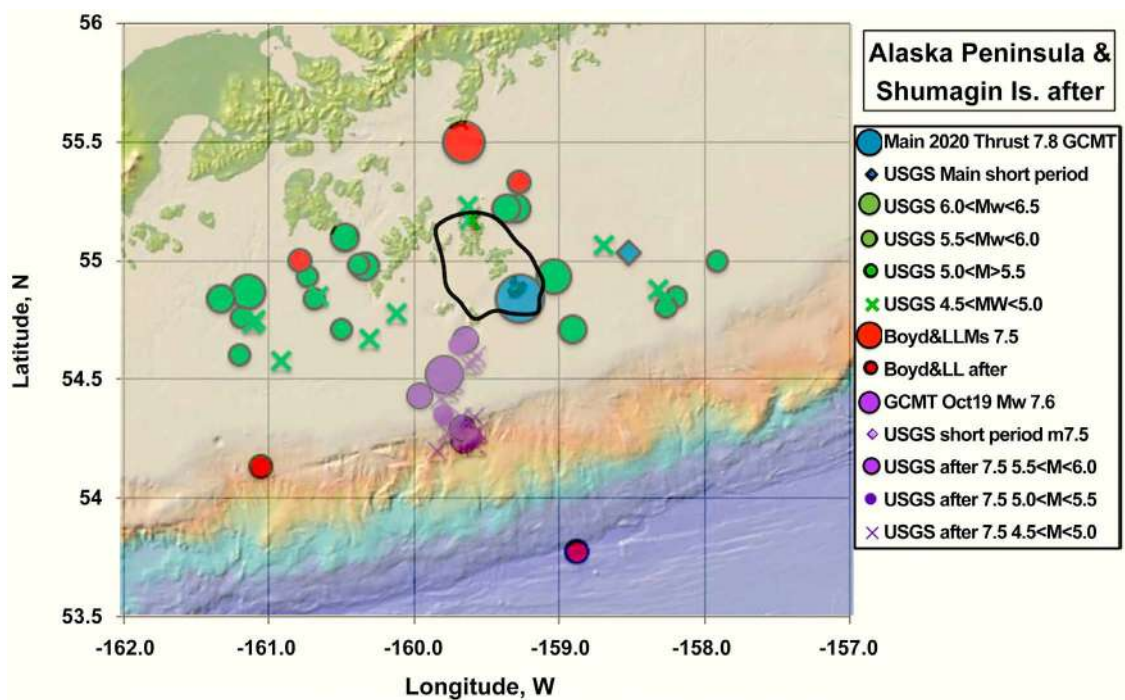 Alaska Peninsula &
Shumagin Is. after
Main 2020 Thrust 7.8 GCMT
USGS Main short period
USGS 6.0<Mw<6.5
USGS 5.5<Mw<6.0
USGS 5.0<M>5.5
USGS 4.5<MW<5.0
Boyd&LLMs 7.5
Boyd&LL after
GCMT Oct19 Mw 7.6
USGS short period m7.5
USGS after 7.5 5.5<M<6.0
USGS after 7.5 5.0<M<5.5
USGS after 7.5 4.5<M<5.0
Latitude, N
56
55.5
55
54.5
54
53.5
-162.0 -161.0 -160.0 -159.0 -158.0 -157.0
Longitude, W